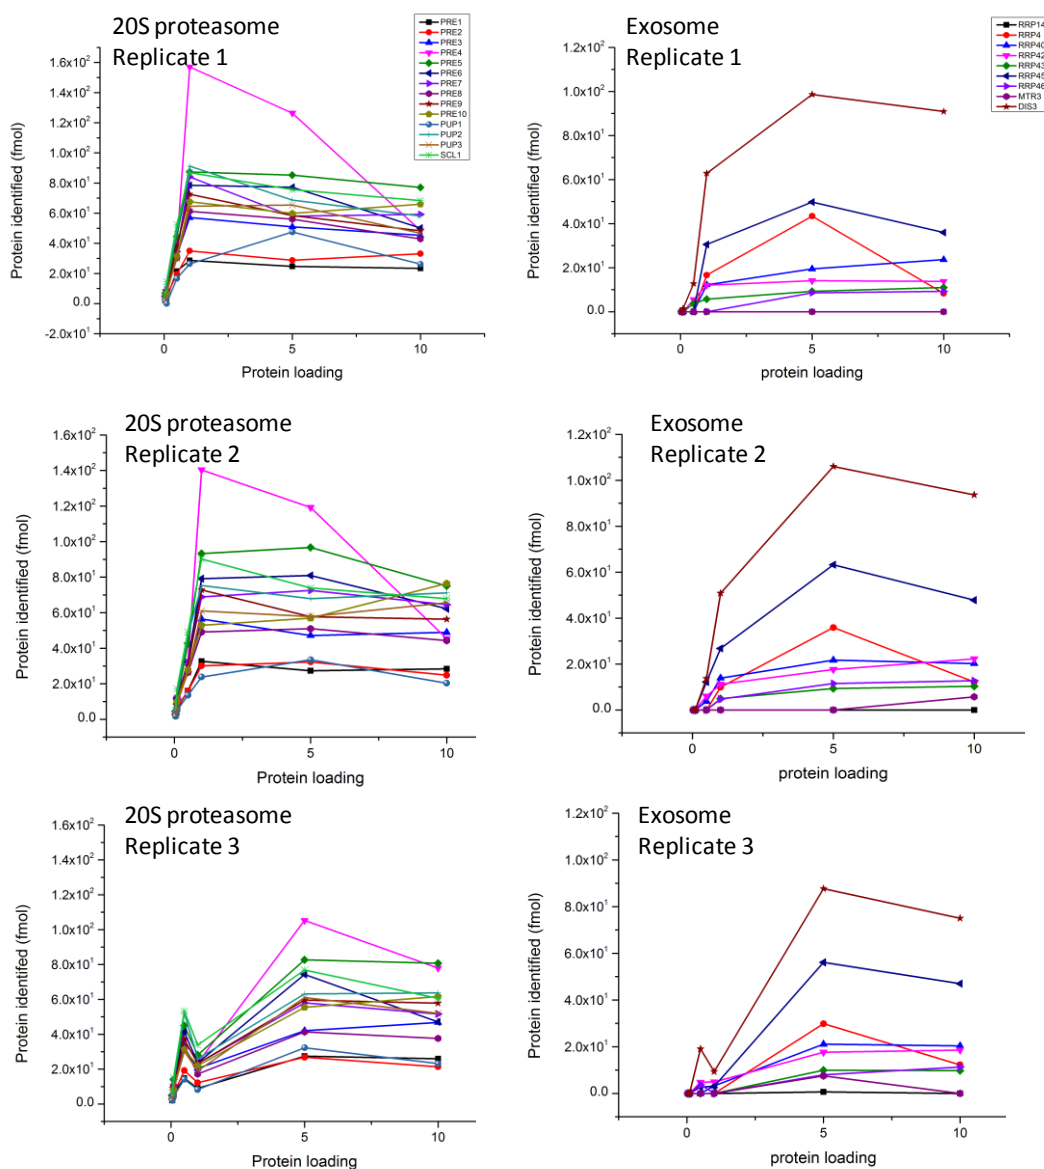 20S proteasome
Replicate 1
PRE1
PRE2
PRE3
PRE4
PRE5
PRE6
PRE7
PRE8
PRE9
PRE10
PUP1
PUP2
PUP3
SCL1
1.6x10²
1.4x10²
1.2x10²
1.0x10²
8.0x10¹
6.0x10¹
4.0x10¹
2.0x10¹
0.0
-2.0x10¹
Protein identified (fmol)
0 5 10
Protein loading
Exosome
Replicate 1
RRP14
RRP4
RRP40
RRP42
RRP43
RRP45
RRP46
MTR3
DIS3
1.2x10²
1.0x10²
8.0x10¹
6.0x10¹
4.0x10¹
2.0x10¹
0.0
Protein identified (fmol)
0 5 10
protein loading
20S proteasome
Replicate 2
1.6x10²
1.4x10²
1.2x10²
1.0x10²
8.0x10¹
6.0x10¹
4.0x10¹
2.0x10¹
0.0
Protein identified (fmol)
0 5 10
Protein loading
Exosome
Replicate 2
1.2x10²
1.0x10²
8.0x10¹
6.0x10¹
4.0x10¹
2.0x10¹
0.0
Protein identified (fmol)
0 5 10
protein loading
20S proteasome
Replicate 3
1.6x10²
1.4x10²
1.2x10²
1.0x10²
8.0x10¹
6.0x10¹
4.0x10¹
2.0x10¹
0.0
Protein identified (fmol)
0 5 10
Protein loading
Exosome
Replicate 3
1.2x10²
1.0x10²
8.0x10¹
6.0x10¹
4.0x10¹
2.0x10¹
0.0
Protein identifed (fmol)
0 5 10
protein loading